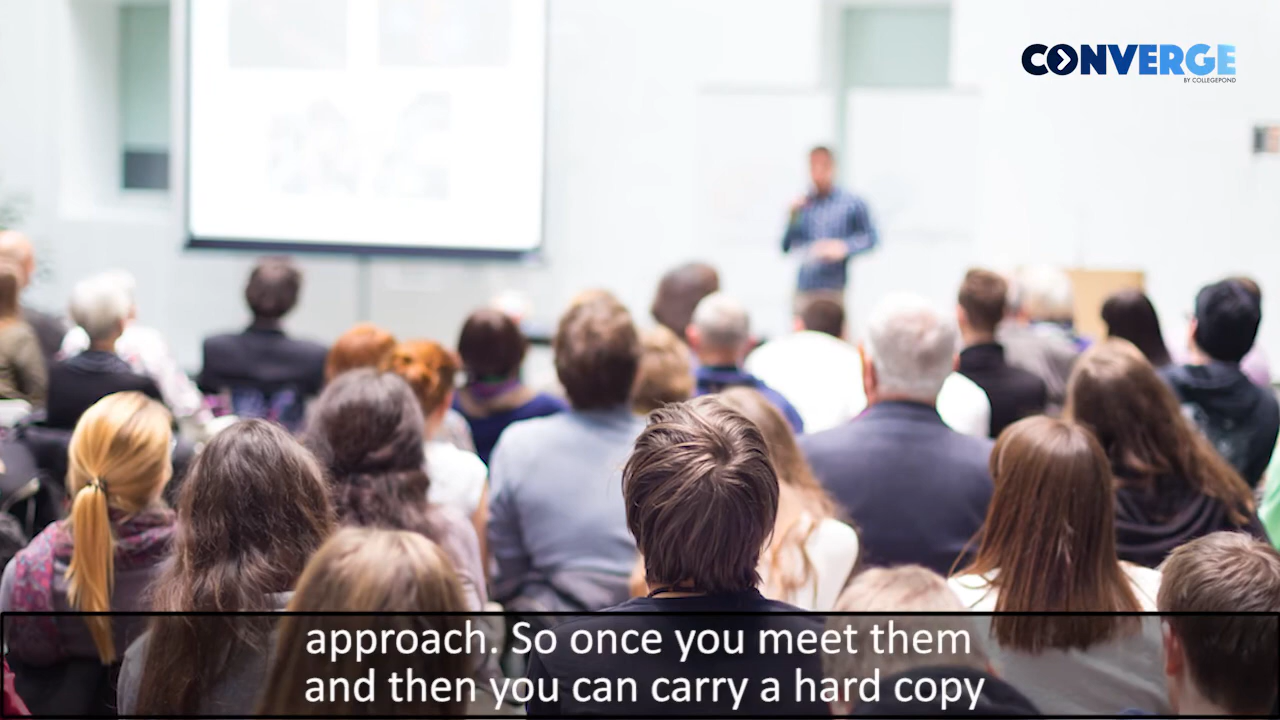 CONVERGE
BY COLLEGEPOND
approach. So once you meet them
and then you can carry a hard copy